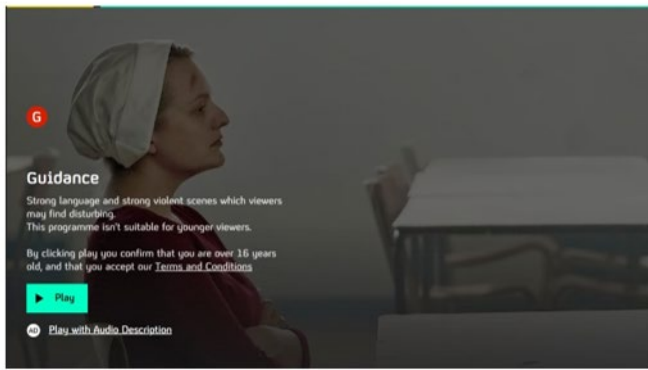 G
Guidance
Strong language and strong violent scenes which viewers
may find disturbing.
This programme isn't suitable for younger viewers.
By clicking play you confirm that you are over 16 years
old, and that you accept our Terms and Conditions
Play
AD Play with Audio Description